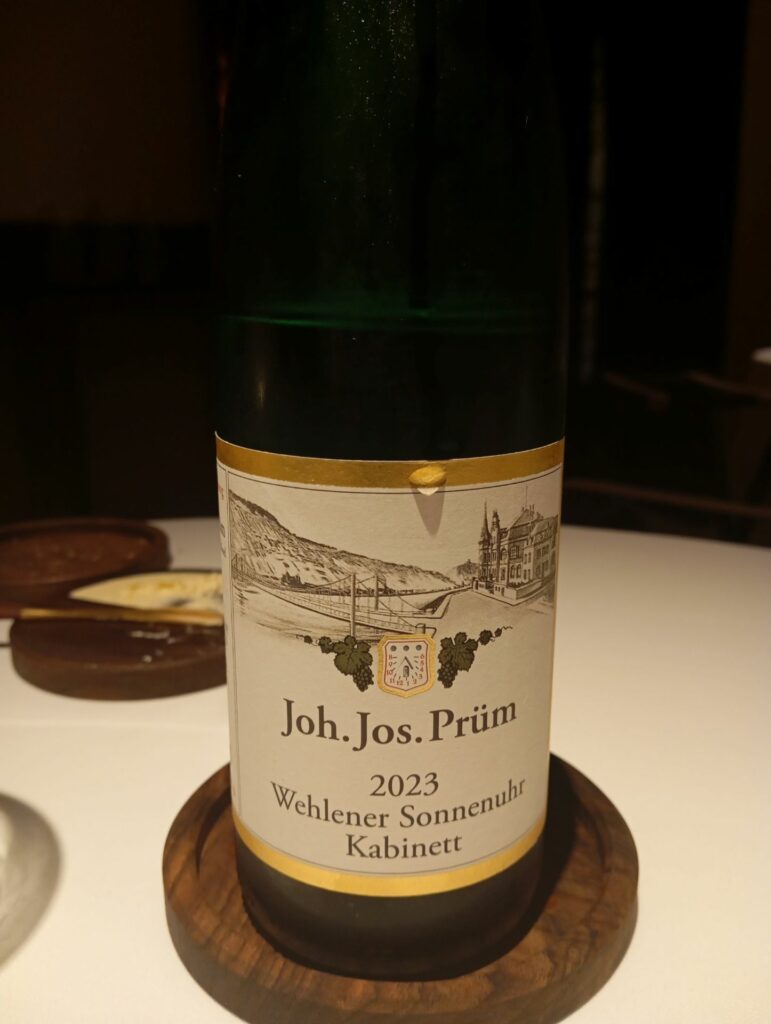 Joh. Jos. Prüm
2023
Wehlener Sonnenuhr
Kabinett